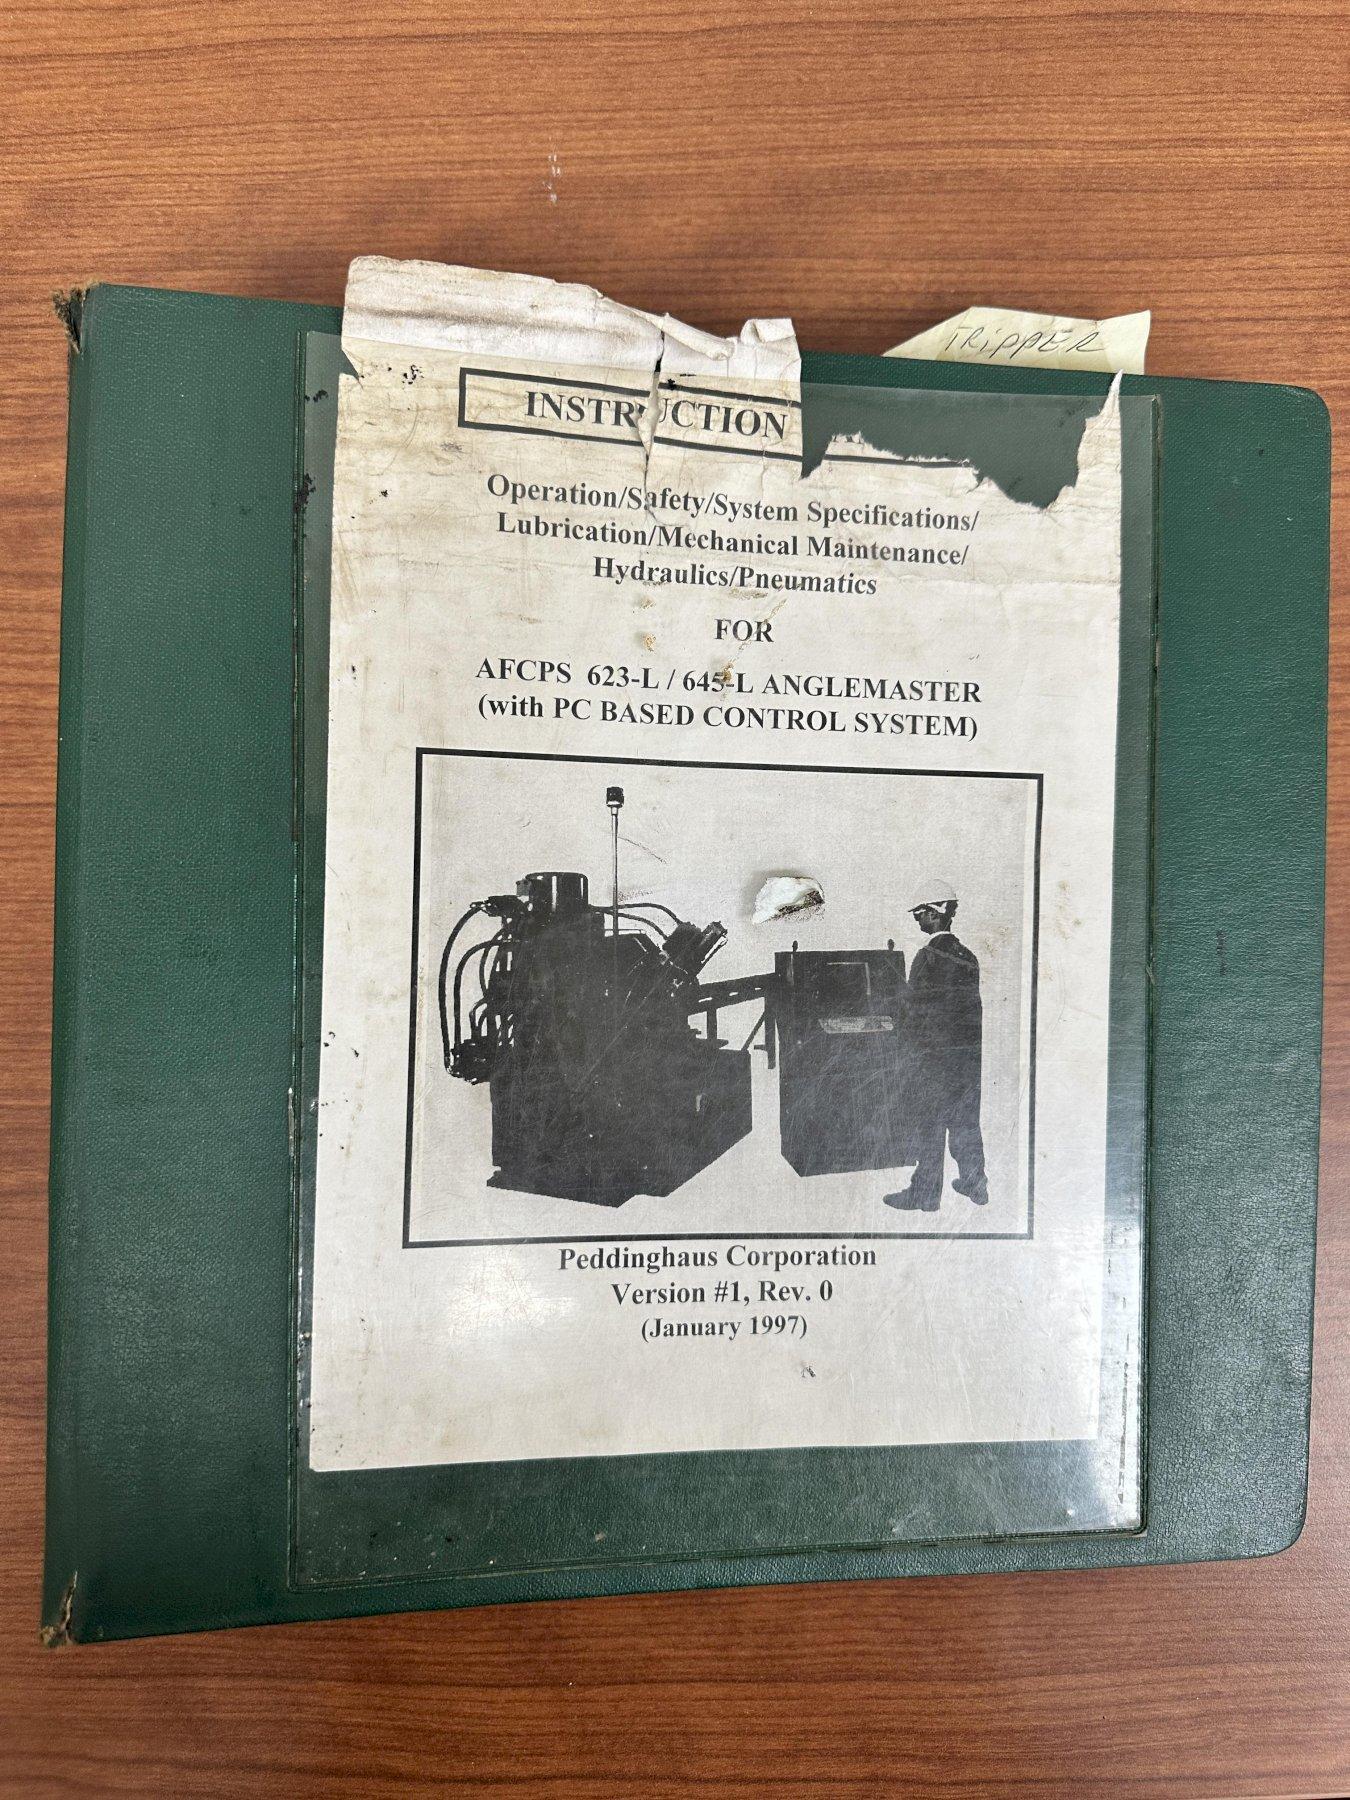 TRIPPER
INSTRUCTION
Operation/Safety/System Specifications/
Lubrication/Mechanical Maintenance/
Hydraulics/Pneumatics
FOR
AFCPS 623-L / 645-L ANGLEMASTER
(with PC BASED CONTROL SYSTEM)
Peddinghaus Corporation
Version #1, Rev. 0
(January 1997)